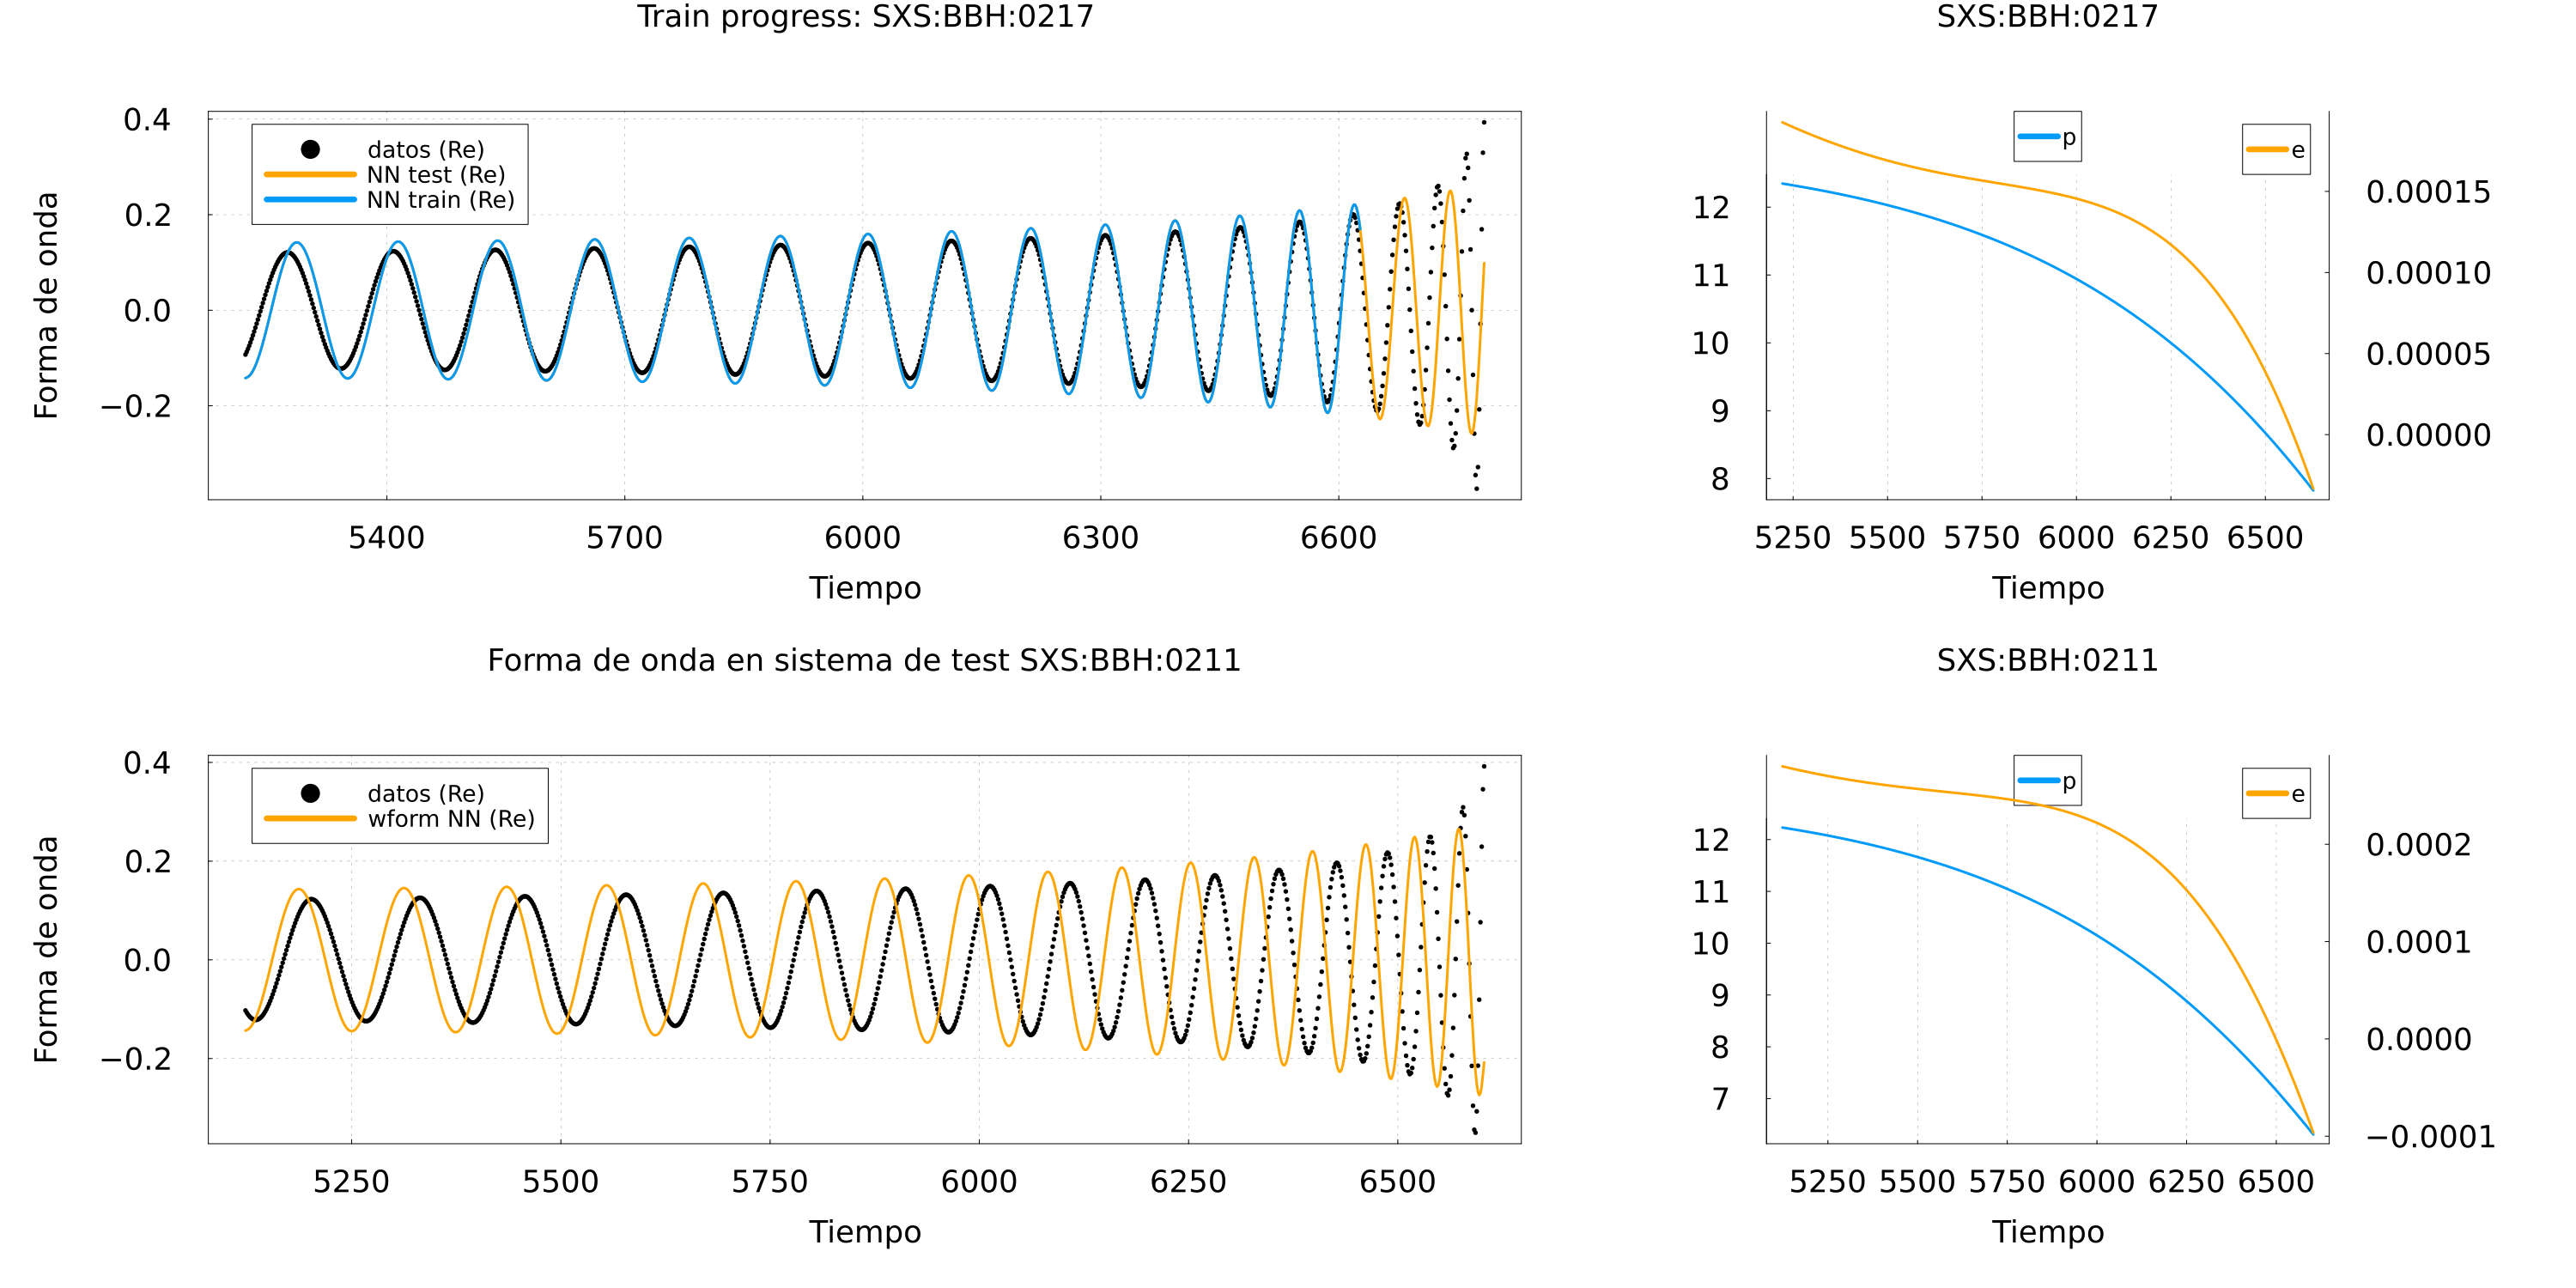 Train progress: SXS:BBH:0217
Forma de onda
0.4
0.2
0.0
−0.2
datos (Re)
NN test (Re)
NN train (Re)
5400 5700 6000 6300 6600
Tiempo
SXS:BBH:0217
12
11
10
9
8
p
e
0.00015
0.00010
0.00005
0.00000
5250 5500 5750 6000 6250 6500
Tiempo
Forma de onda en sistema de test SXS:BBH:0211
Forma de onda
0.4
0.2
0.0
−0.2
datos (Re)
wform NN (Re)
5250 5500 5750 6000 6250 6500
Tiempo
SXS:BBH:0211
12
11
10
9
8
7
p
e
0.0002
0.0001
0.0000
−0.0001
5250 5500 5750 6000 6250 6500
Tiempo